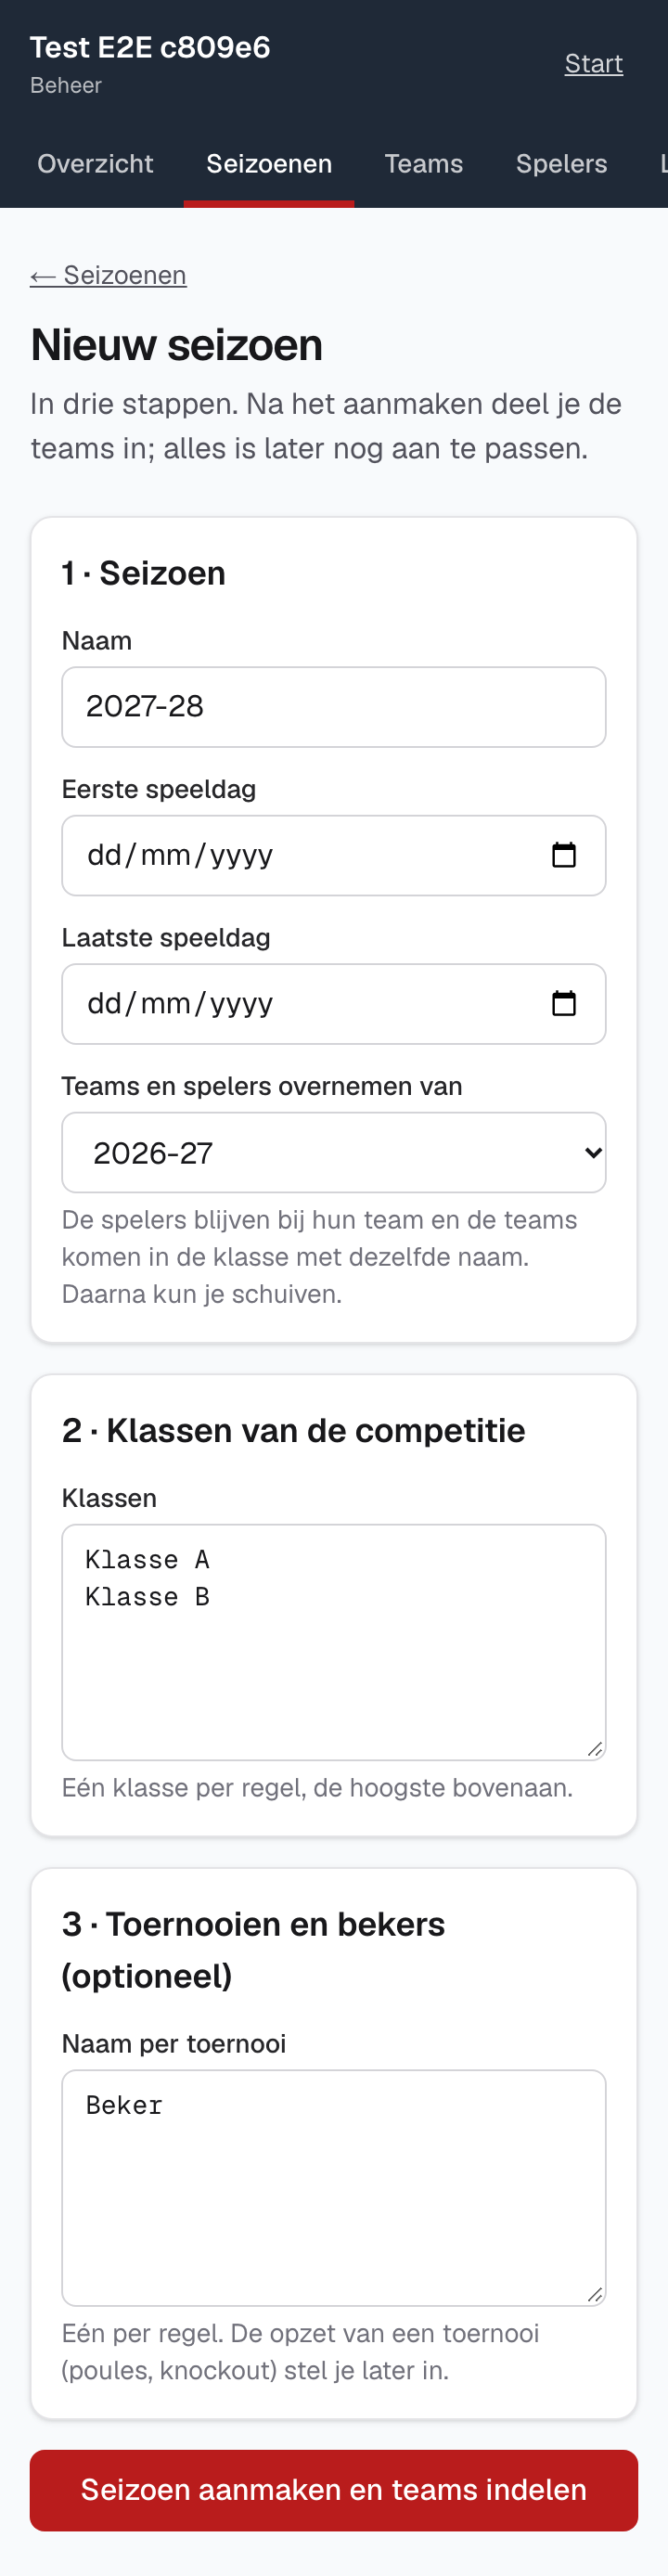 Test E2E c809e6
Beheer
Start
Overzicht Seizoenen Teams Spelers
← Seizoenen
Nieuw seizoen
In drie stappen. Na het aanmaken deel je de
teams in; alles is later nog aan te passen.
1 · Seizoen
Naam
2027-28
Eerste speeldag
dd/mm/yyyy
Laatste speeldag
dd/mm/yyyy
Teams en spelers overnemen van
2026-27
De spelers blijven bij hun team en de teams
komen in de klasse met dezelfde naam.
Daarna kun je schuiven.
2 · Klassen van de competitie
Klassen
Klasse A
Klasse B
Eén klasse per regel, de hoogste bovenaan.
3 · Toernooien en bekers
(optioneel)
Naam per toernooi
Beker
Eén per regel. De opzet van een toernooi
(poules, knockout) stel je later in.
Seizoen aanmaken en teams indelen